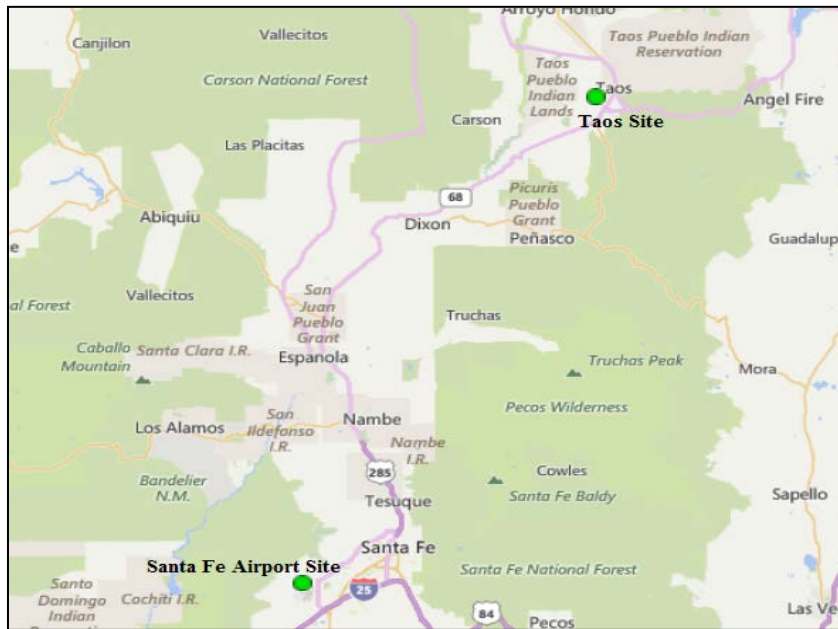 Arroyo Hondo
Vallecitos
Canjilon
Taos Pueblo Indian
Reservation
Taos
Pueblo
Indian
Lands
Carson National Forest
Taos
Angel Fire
Carson
Taos Site
Las Placitas
68
Picuris
Pueblo
Grant
Abiquiu
Dixon
Peñasco
Guadalup
e
Vallecitos
San
Juan
Pueblo
Grant
al Forest
Truchas
Caballo
Mountain
Santa Clara I.R.
Espanola
Truchas Peak
Mora
Pecos Wilderness
Los Alamos
San
Ildefonso
I.R.
Nambe
Nambe
I.R.
285
Cowles
Bandelier
N.M.
Tesuque
Santa Fe Baldy
Sapello
Santa Fe
Santa Fe Airport Site
Santa Fe National Forest
Santo
Domingo
Indian
Cochiti I.R.
25
84
Las Ve
Pecos